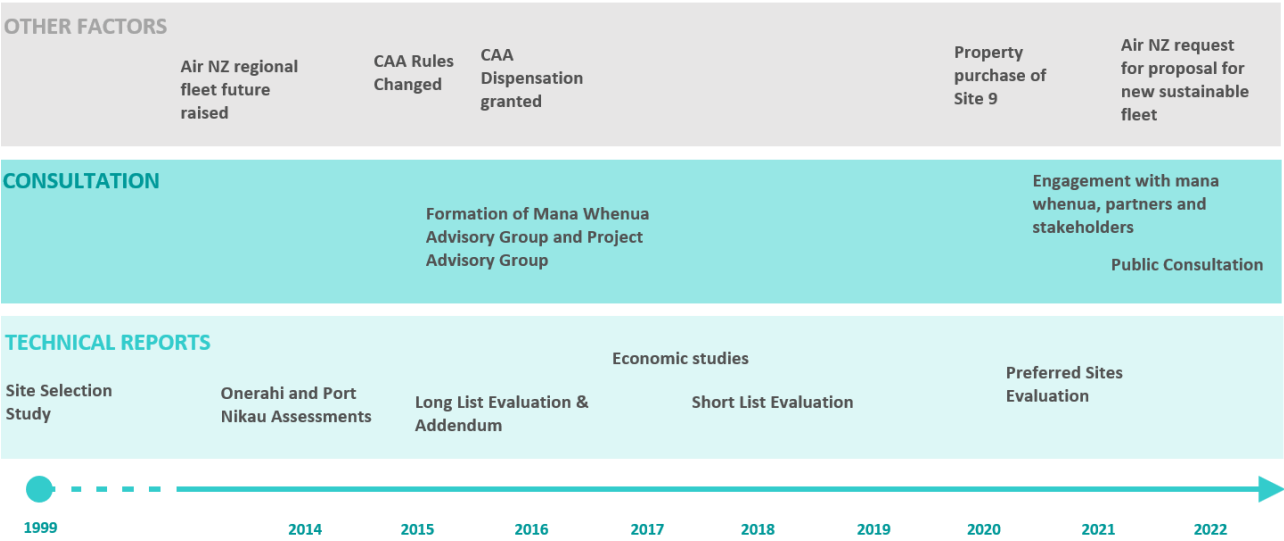 OTHER FACTORS
Air NZ regional
fleet future
raised
CAA Rules
Changed
CAA
Dispensation
granted
Property
purchase of
Site 9
Air NZ request
for proposal for
new sustainable
fleet
CONSULTATION
Formation of Mana Whenua
Advisory Group and Project
Advisory Group
Engagement with mana
whenua, partners and
stakeholders
Public Consultation
TECHNICAL REPORTS
Site Selection
Study
Onerahi and Port
Nikau Assessments
Long List Evaluation &
Addendum
Economic studies
Short List Evaluation
Preferred Sites
Evaluation
1999 2014 2015 2016 2017 2018 2019 2020 2021 2022